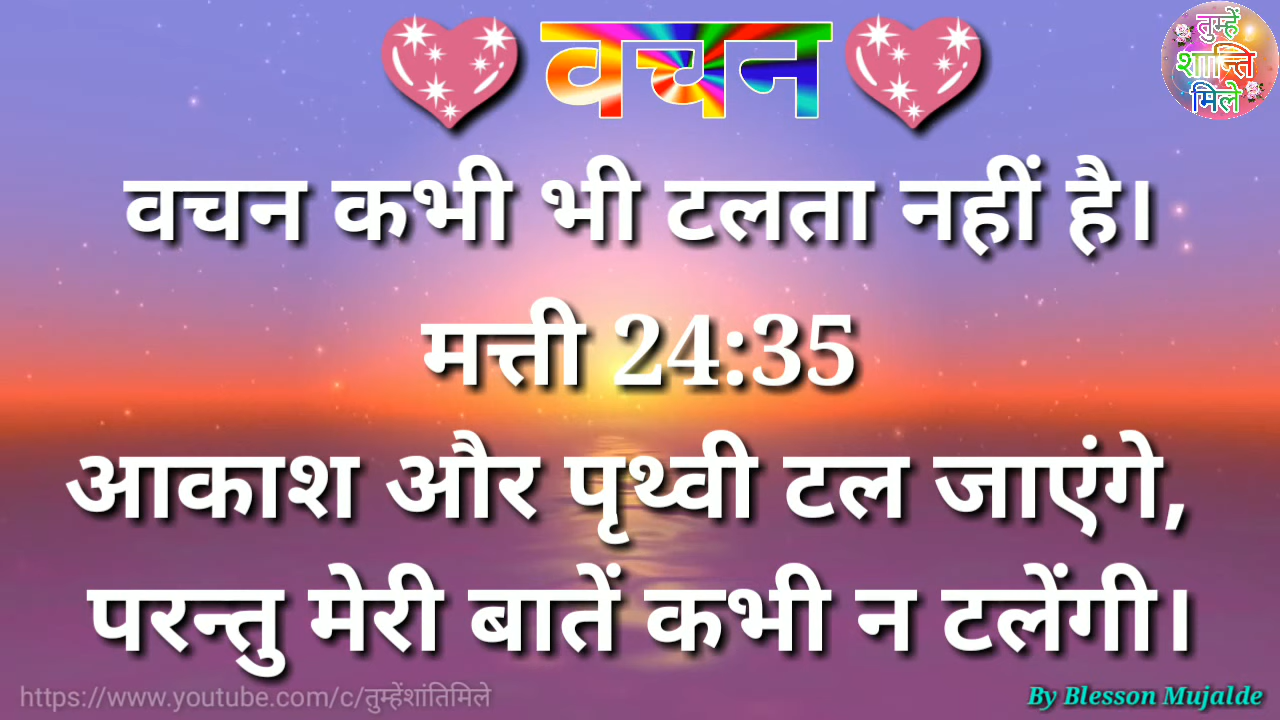 वचन
तुम्हें
शान्ति
मिले
वचन कभी भी टलता नहीं है।
मत्ती 24:35
आकाश और पृथ्वी टल जाएंगे,
परन्तु मेरी बातें कभी न टलेंगी।
https://www.youtube.com/c/तुम्हेंशांतिमिले
By Blesson Mujalde